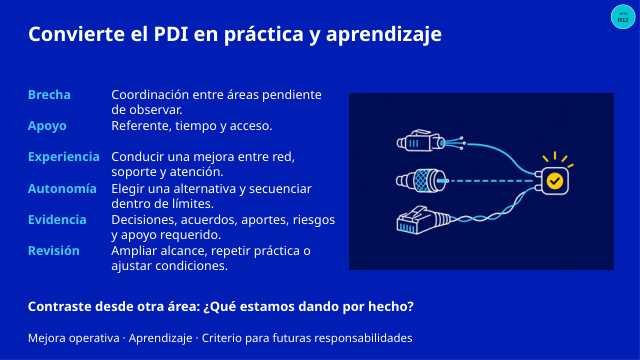 Convierte el PDI en práctica y aprendizaje
R12
Brecha Coordinación entre áreas pendiente
de observar.
Apoyo Referente, tiempo y acceso.
Experiencia Conducir una mejora entre red,
soporte y atención.
Autonomía Elegir una alternativa y secuenciar
dentro de límites.
Evidencia Decisiones, acuerdos, aportes, riesgos
y apoyo requerido.
Revisión Ampliar alcance, repetir práctica o
ajustar condiciones.
Contraste desde otra área: ¿Qué estamos dando por hecho?
Mejora operativa · Aprendizaje · Criterio para futuras responsabilidades